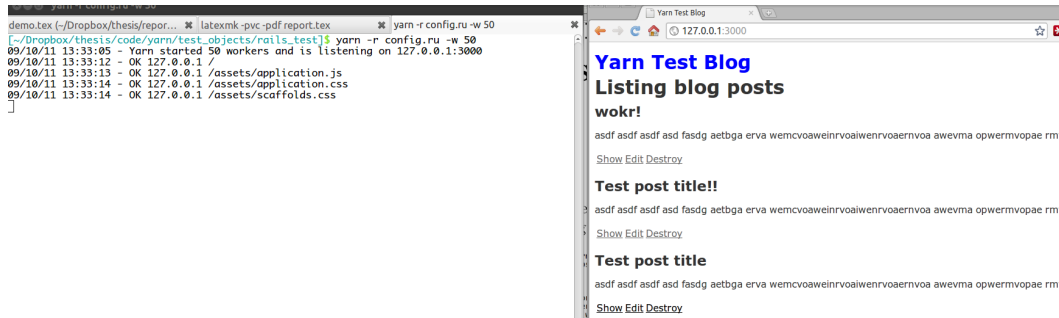 yarn -r config.ru -w 50
demo.tex (~/Dropbox/thesis/repor... latexmk -pvc -pdf report.tex yarn -r config.ru -w 50
[~/Dropbox/thesis/code/yarn/test_objects/rails_test]$ yarn -r config.ru -w 50
09/10/11 13:33:05 - Yarn started 50 workers and is listening on 127.0.0.1:3000
09/10/11 13:33:12 - OK 127.0.0.1 /
09/10/11 13:33:13 - OK 127.0.0.1 /assets/application.js
09/10/11 13:33:14 - OK 127.0.0.1 /assets/application.css
09/10/11 13:33:14 - OK 127.0.0.1 /assets/scaffolds.css
Yarn Test Blog
127.0.0.1:3000
Yarn Test Blog
Listing blog posts
wokr!
asdf asdf asdf asd fasdg aetbga erva wemcvoaweinrvoaiwenrvoaernvoa awevma opwermvopae rm
Show Edit Destroy
Test post title!!
asdf asdf asdf asd fasdg aetbga erva wemcvoaweinrvoaiwenrvoaernvoa awevma opwermvopae rm
Show Edit Destroy
Test post title
asdf asdf asdf asd fasdg aetbga erva wemcvoaweinrvoaiwenrvoaernvoa awevma opwermvopae rm
Show Edit Destroy